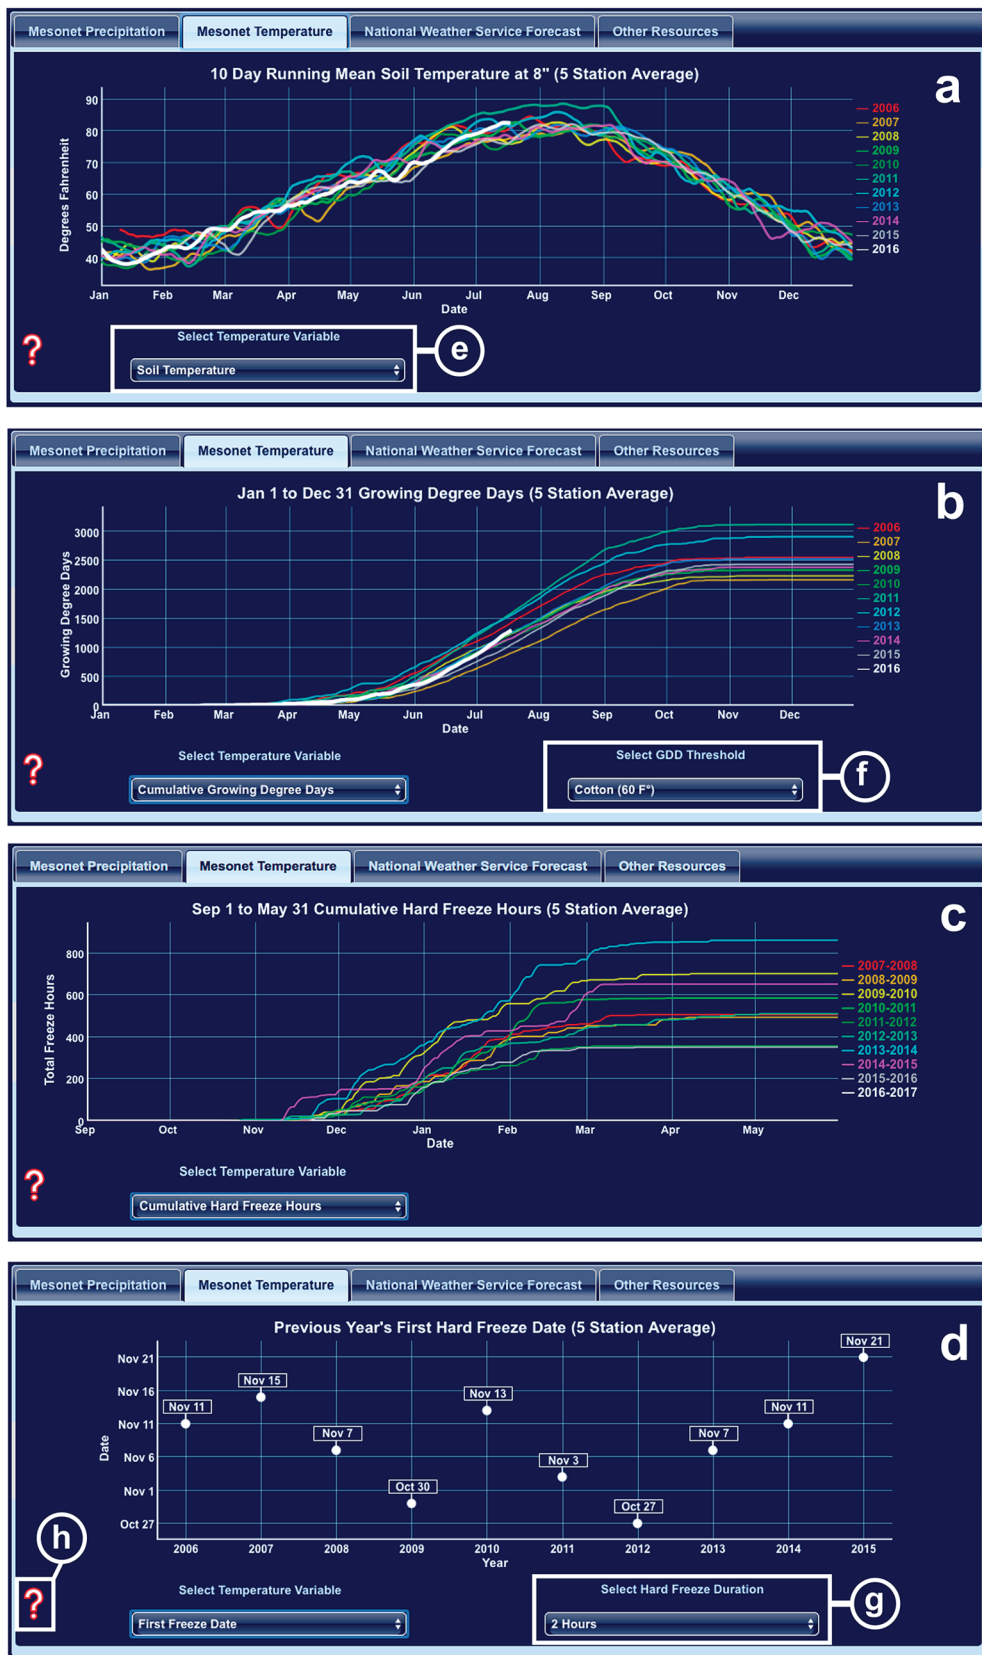 Mesonet Precipitation Mesonet Temperature National Weather Service Forecast Other Resources
10 Day Running Mean Soil Temperature at 8" (5 Station Average)
a
90
80
70
60
50
40
Degrees Fahrenheit
Jan Feb Mar Apr May Jun Jul Aug Sep Oct Nov Dec
Date
2006
2007
2008
2009
2010
2011
2012
2013
2014
2015
2016
?
Select Temperature Variable
Soil Temperature
e
Mesonet Precipitation Mesonet Temperature National Weather Service Forecast Other Resources
Jan 1 to Dec 31 Growing Degree Days (5 Station Average)
b
3000
2500
2000
1500
1000
500
0
Growing Degree Days
Jan Feb Mar Apr May Jun Jul Aug Sep Oct Nov Dec
Date
2006
2007
2008
2009
2010
2011
2012
2013
2014
2015
2016
?
Select Temperature Variable
Cumulative Growing Degree Days
Select GDD Threshold
Cotton (60 F°)
f
Mesonet Precipitation Mesonet Temperature National Weather Service Forecast Other Resources
Sep 1 to May 31 Cumulative Hard Freeze Hours (5 Station Average)
c
800
600
400
200
0
Total Freeze Hours
Sep Oct Nov Dec Jan Feb Mar Apr May
Date
2007-2008
2008-2009
2009-2010
2010-2011
2011-2012
2012-2013
2013-2014
2014-2015
2015-2016
2016-2017
?
Select Temperature Variable
Cumulative Hard Freeze Hours
Mesonet Precipitation Mesonet Temperature National Weather Service Forecast Other Resources
Previous Year's First Hard Freeze Date (5 Station Average)
d
Nov 21
Nov 16
Nov 11
Nov 6
Nov 1
Oct 27
Date
Nov 11
Nov 15
Nov 7
Oct 30
Nov 13
Nov 3
Oct 27
Nov 7
Nov 11
Nov 21
2006 2007 2008 2009 2010 2011 2012 2013 2014 2015
Year
h
?
Select Temperature Variable
First Freeze Date
Select Hard Freeze Duration
2 Hours
g